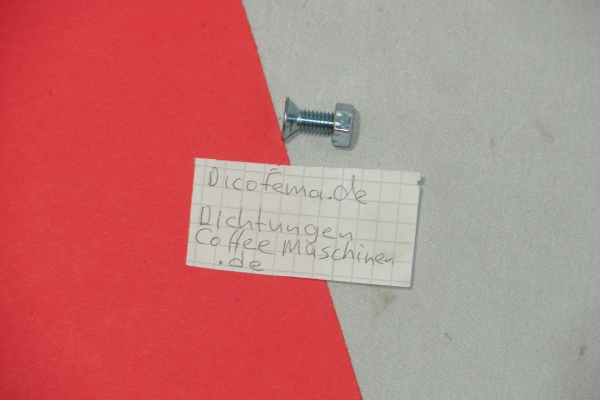 Dicofema.de
Dichtungen
Coffee Maschinen
.de